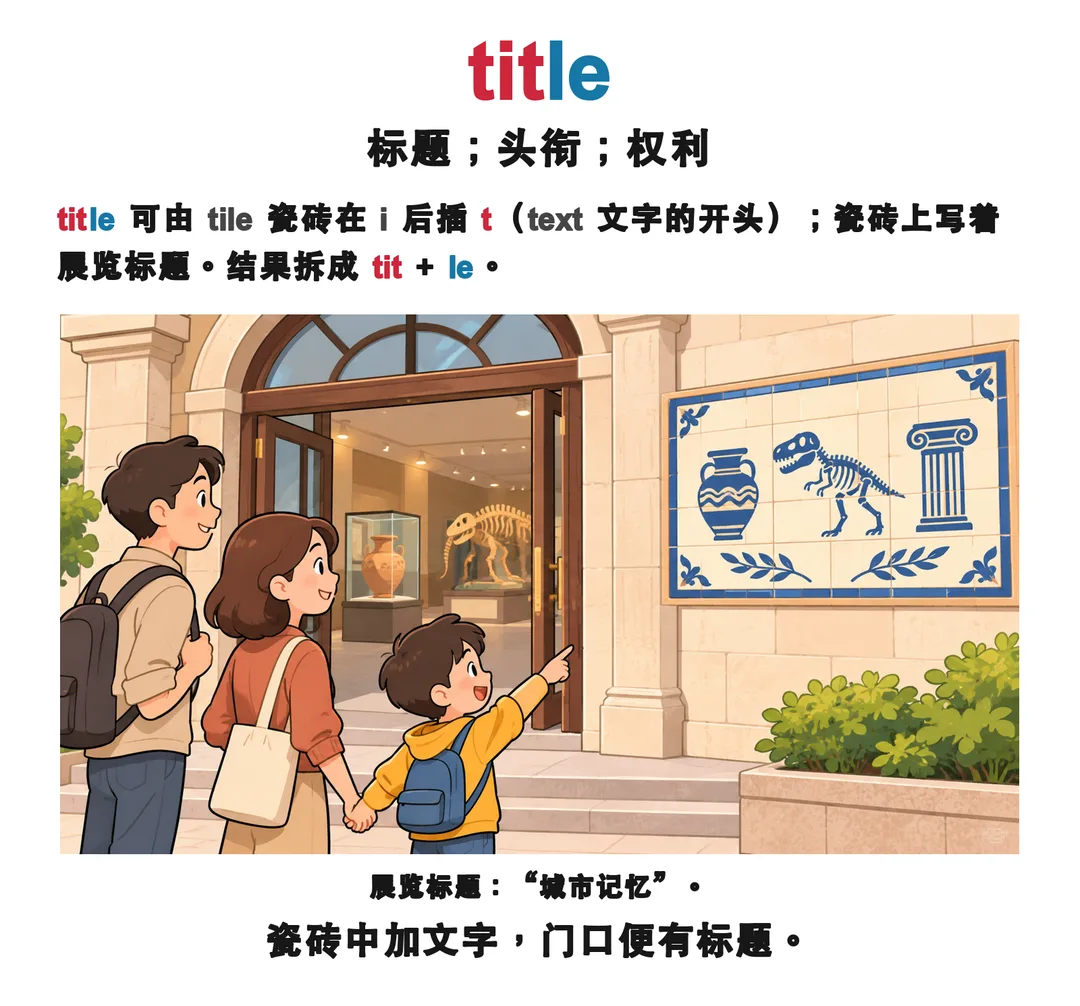 title
标题；头衔；权利
title 可由 tile 瓷砖在 i 后插 t（text 文字的开头）；瓷砖上写着
展览标题。结果拆成 tit + le。
展览标题：“城市记忆”。
瓷砖中加文字，门口便有标题。